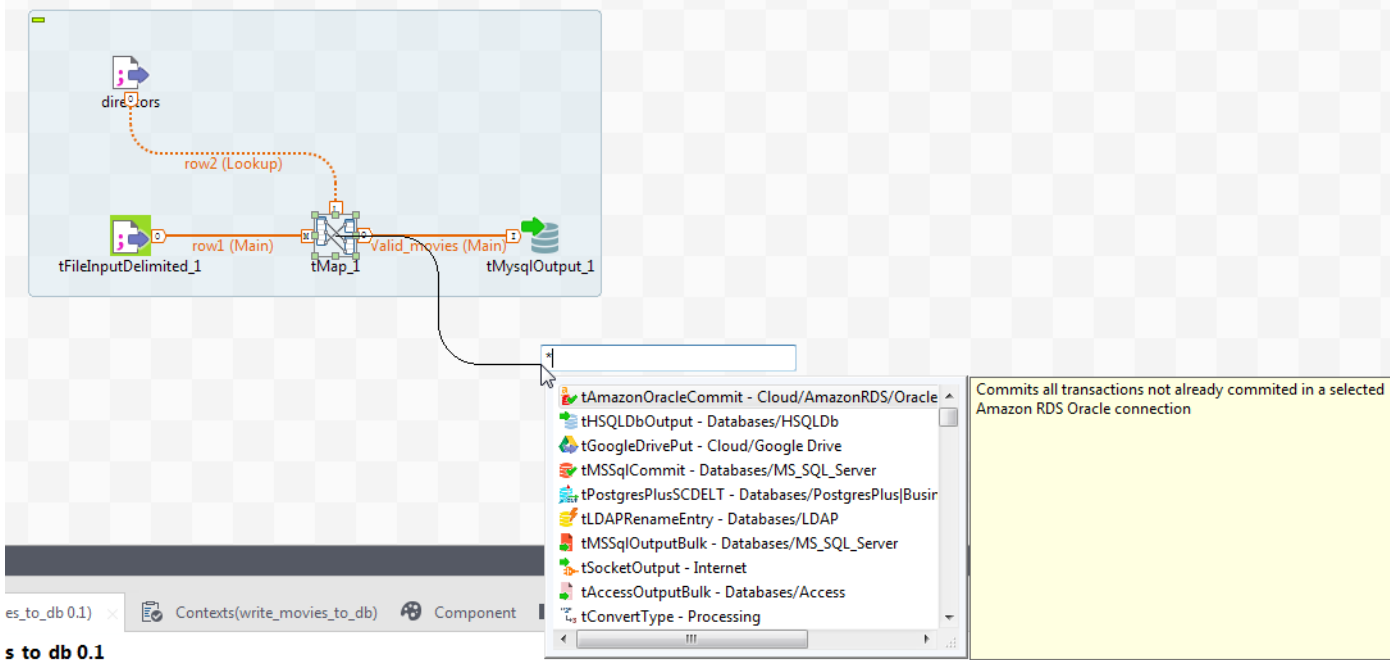 directors
row2 (Lookup)
row1 (Main)
Valid_movies (Main)
tFileInputDelimited_1
tMap_1
tMysqlOutput_1
*
tAmazonOracleCommit - Cloud/AmazonRDS/Oracle
tHSQLDbOutput - Databases/HSQLDb
tGoogleDrivePut - Cloud/Google Drive
tMSSqlCommit - Databases/MS_SQL_Server
tPostgresPlusSCDELT - Databases/PostgresPlus|Busir
tLDAPRenameEntry - Databases/LDAP
tMSSqlOutputBulk - Databases/MS_SQL_Server
tSocketOutput - Internet
tAccessOutputBulk - Databases/Access
tConvertType - Processing
Commits all transactions not already commited in a selected
Amazon RDS Oracle connection
es_to_db 0.1)
Contexts(write_movies_to_db)
Component
s to db 0.1